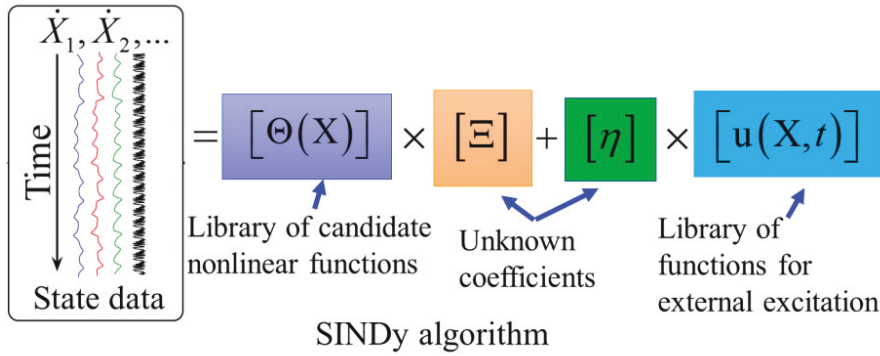 Ẋ₁, Ẋ₂,...
Time
State data
= [Θ(X)] × [Ξ] + [η] × [u(X,t)]
Library of candidate
nonlinear functions
Unknown
coefficients
Library of
functions for
external excitation
SINDy algorithm